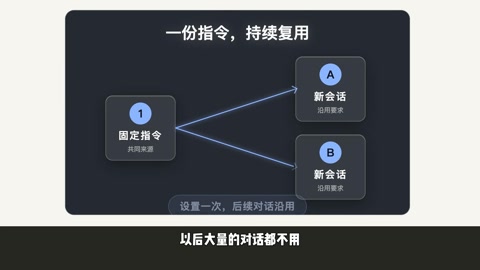 一份指令，持续复用
A
新会话
沿用要求
1
固定指令
共同来源
B
新会话
沿用要求
设置一次，后续对话沿用
以后大量的对话都不用